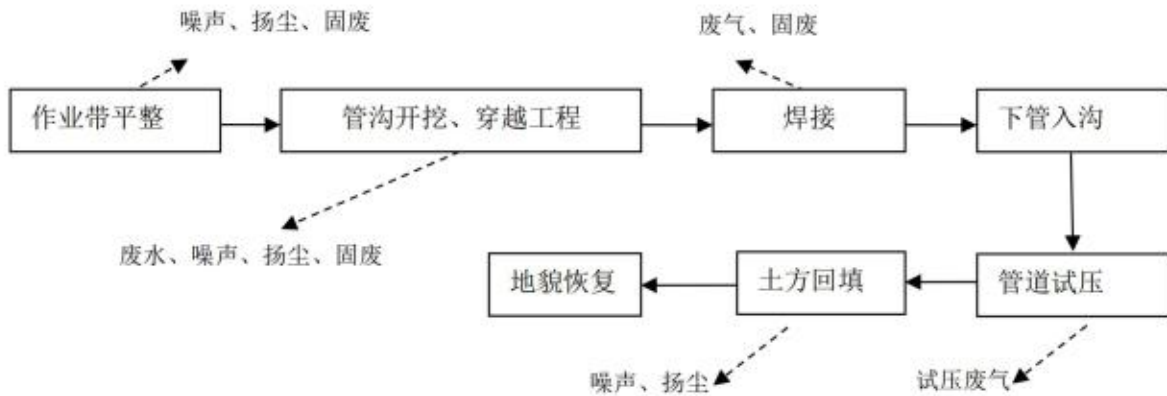 噪声、扬尘、固废
废气、固废
作业带平整
管沟开挖、穿越工程
焊接
下管入沟
废水、噪声、扬尘、固废
地貌恢复
土方回填
管道试压
噪声、扬尘
试压废气